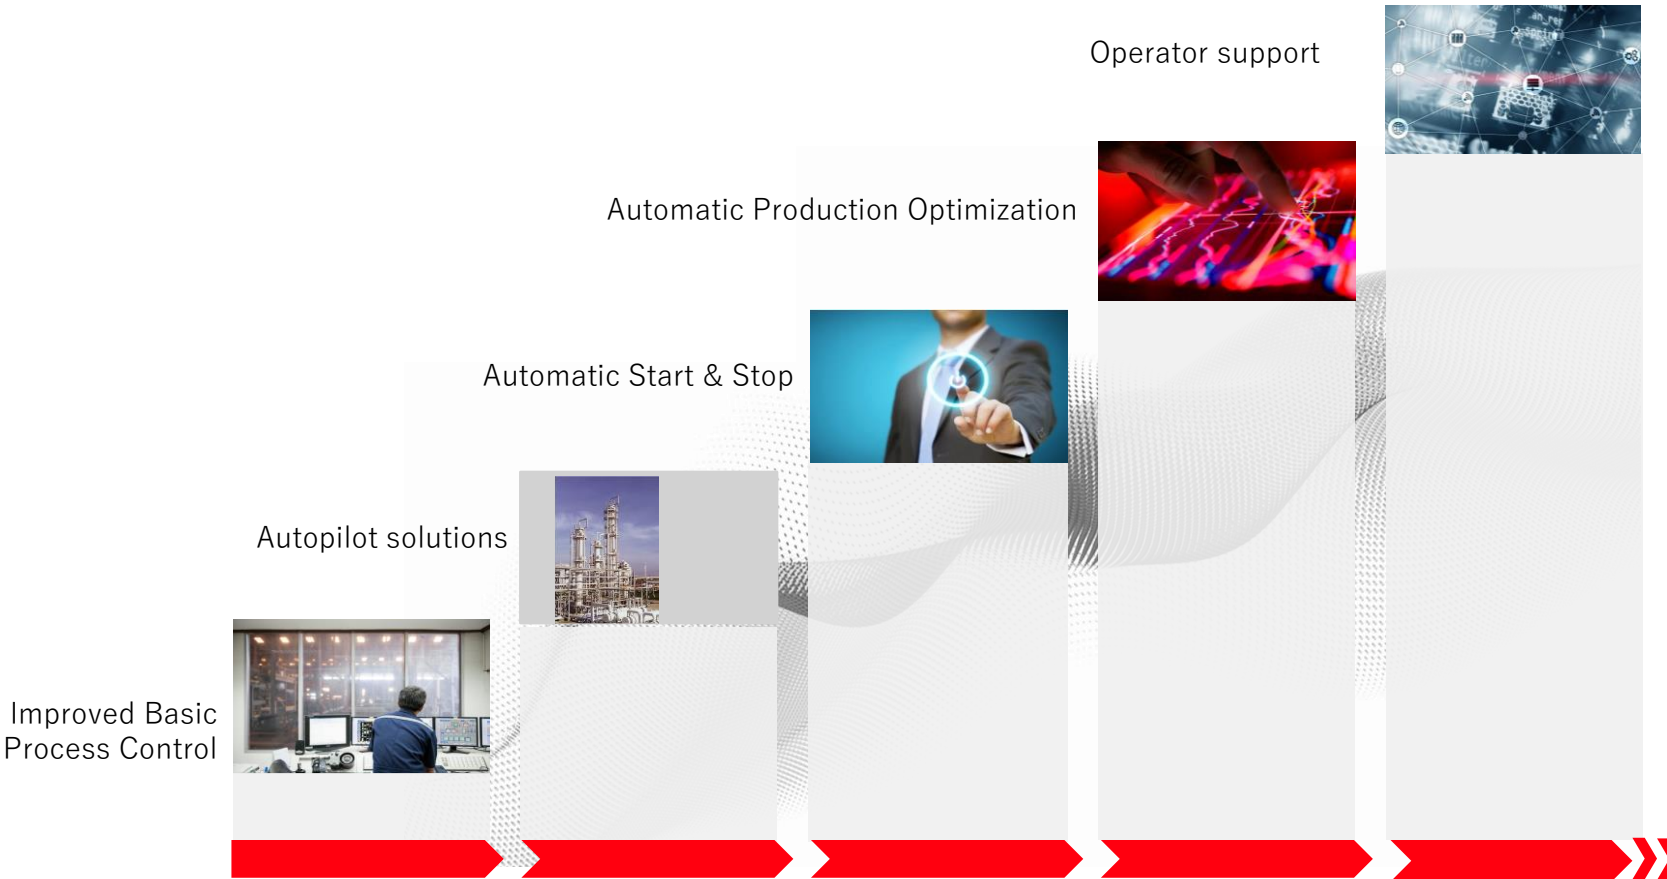 Operator support
Automatic Production Optimization
Automatic Start & Stop
Autopilot solutions
Improved Basic
Process Control